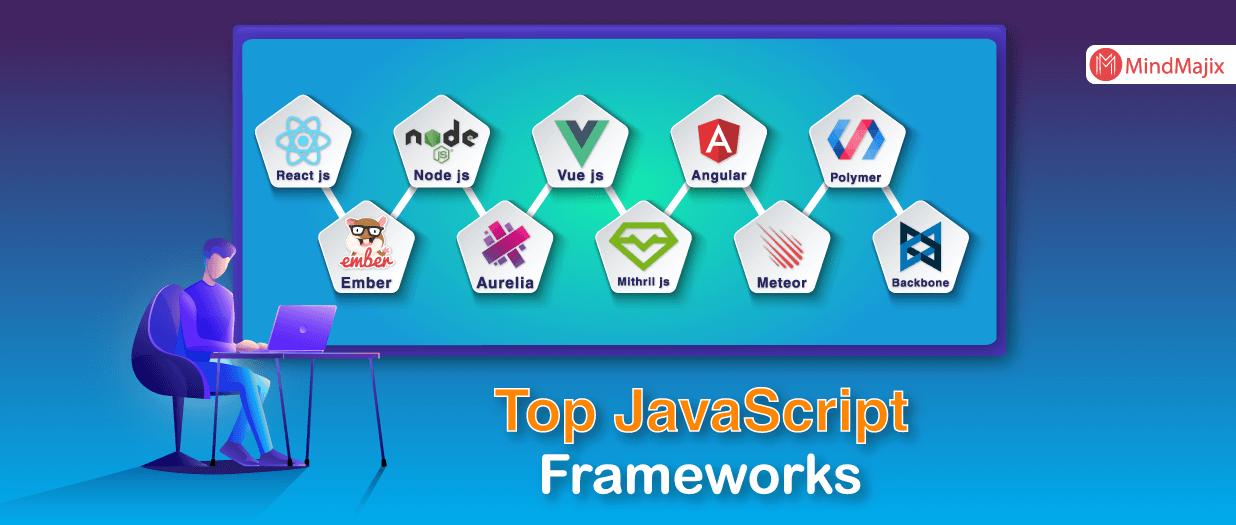 MindMajix
node
JS
React js
Node js
Vue js
Angular
Polymer
ember
Ember
Aurelia
Mithril js
Meteor
Backbone
Top JavaScript
Frameworks